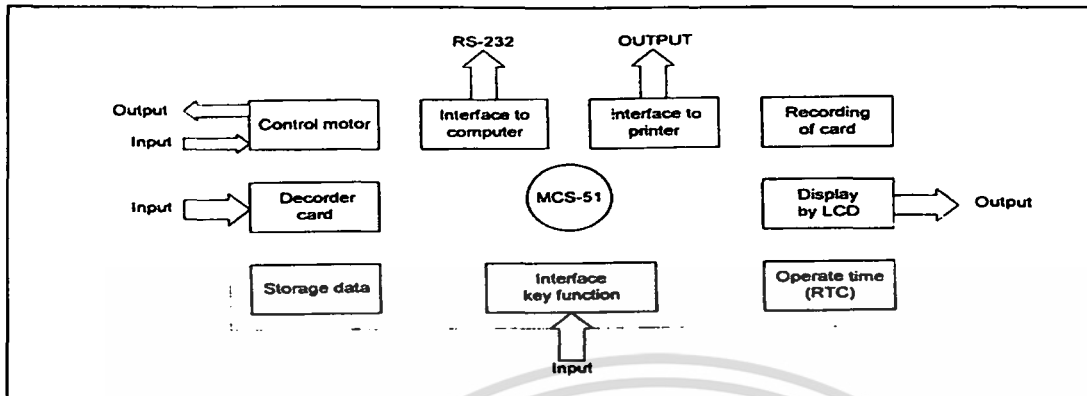 RS-232
OUTPUT
Output
Input
Control motor
Interface to
computer
Interface to
printer
Recording
of card
Input
Decorder
card
MCS-51
Display
by LCD
Output
Storage data
Interface
key function
Operate time
(RTC)
Input